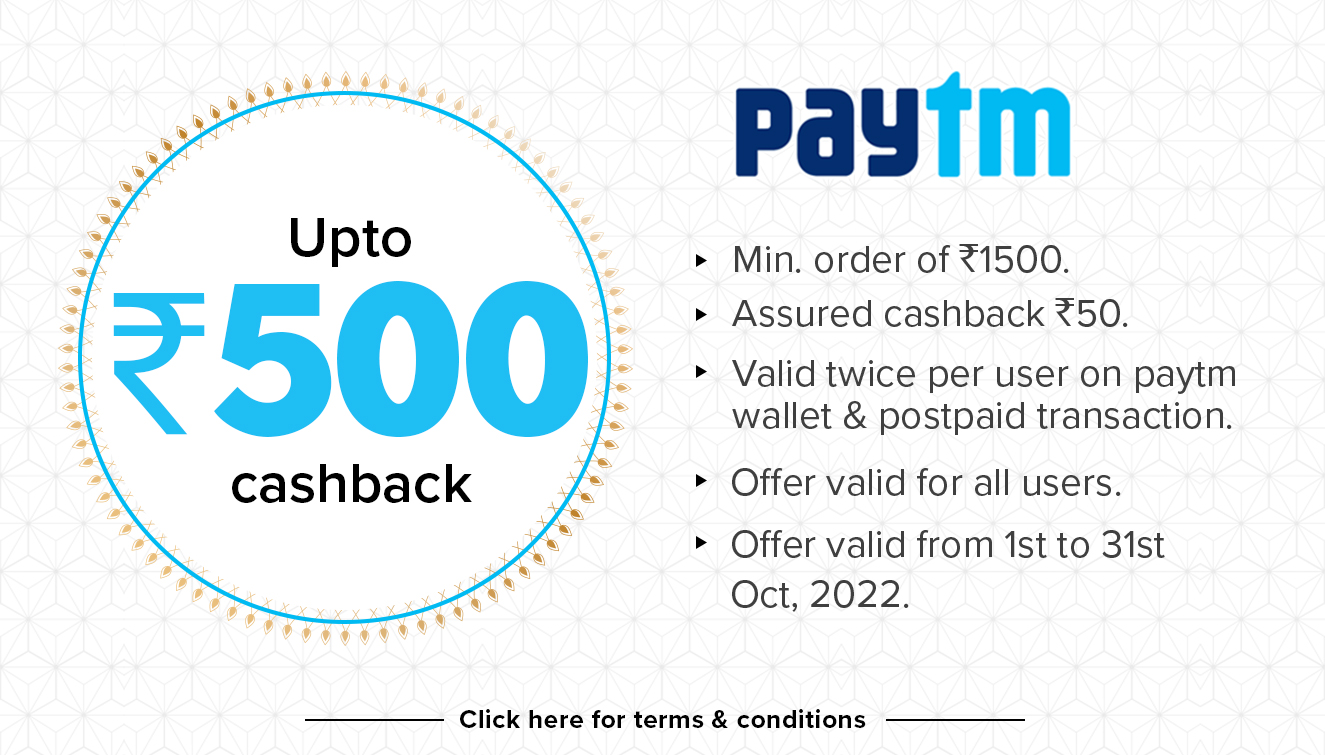 Upto
₹500
cashback
paytm
Min. order of ₹1500.
Assured cashback ₹50.
Valid twice per user on paytm
wallet & postpaid transaction.
Offer valid for all users.
Offer valid from 1st to 31st
Oct, 2022.
Click here for terms & conditions